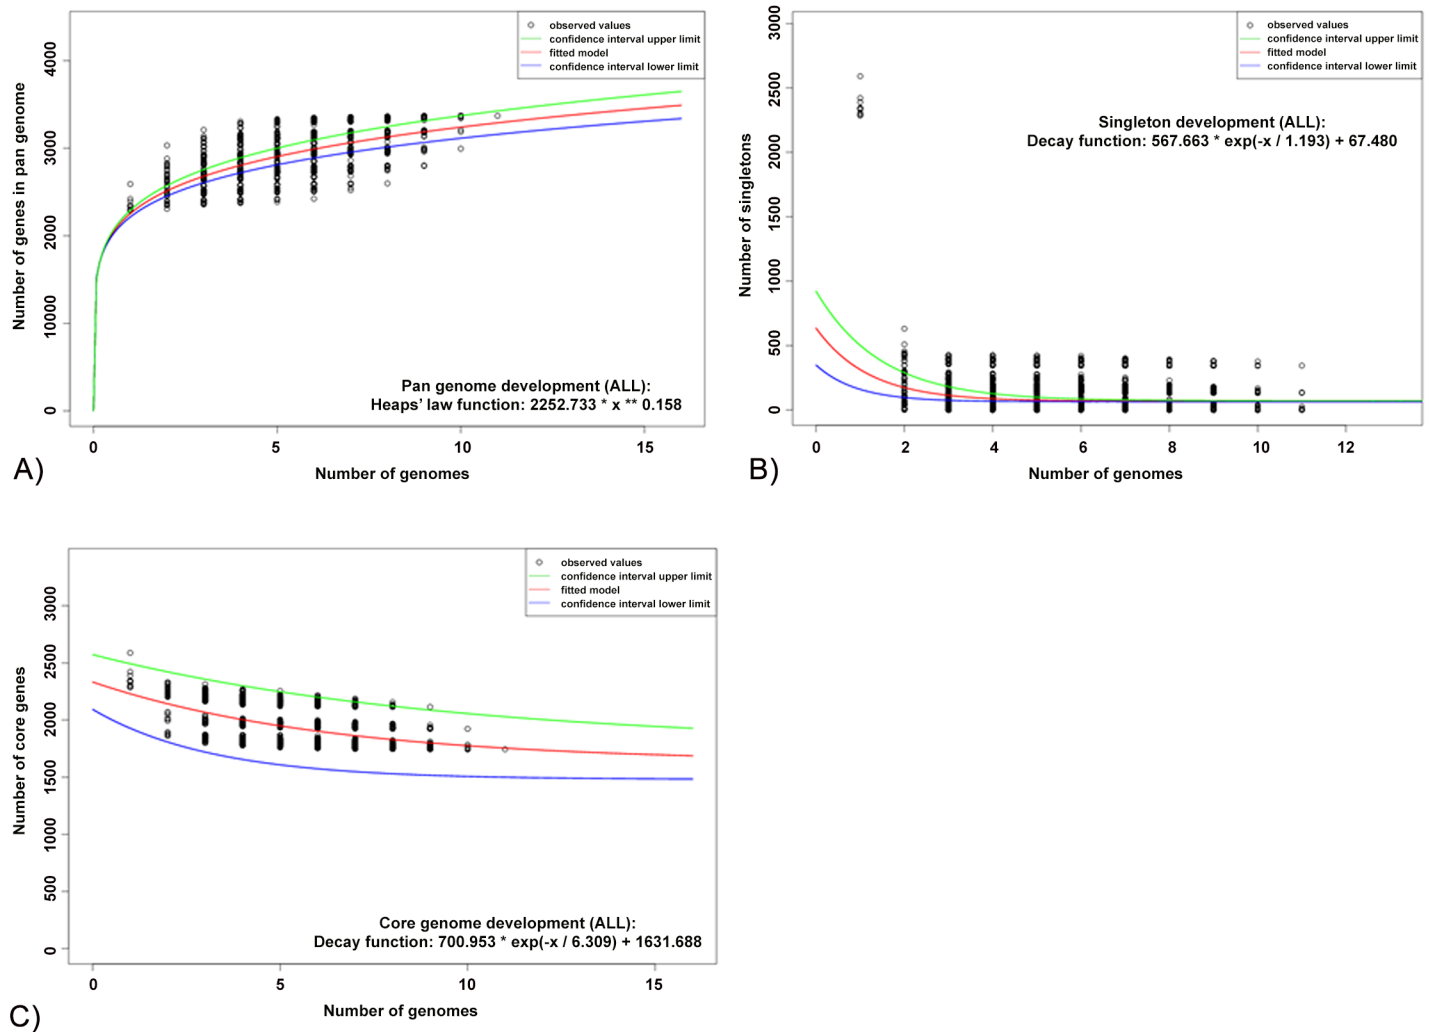 observed values
confidence interval upper limit
fitted model
confidence interval lower limit
Number of genes in pan genome
4000
3000
2000
10000
0
Pan genome development (ALL):
Heaps’ law function: 2252.733 * x ** 0.158
0 5 10 15
Number of genomes
A)
observed values
confidence interval upper limit
fitted model
confidence interval lower limit
Number of singletons
3000
2500
2000
1500
1000
500
0
Singleton development (ALL):
Decay function: 567.663 * exp(-x / 1.193) + 67.480
0 2 4 6 8 10 12
Number of genomes
B)
observed values
confidence interval upper limit
fitted model
confidence interval lower limit
Number of core genes
3000
2500
2000
1500
1000
500
0
Core genome development (ALL):
Decay function: 700.953 * exp(-x / 6.309) + 1631.688
0 5 10 15
Number of genomes
C)